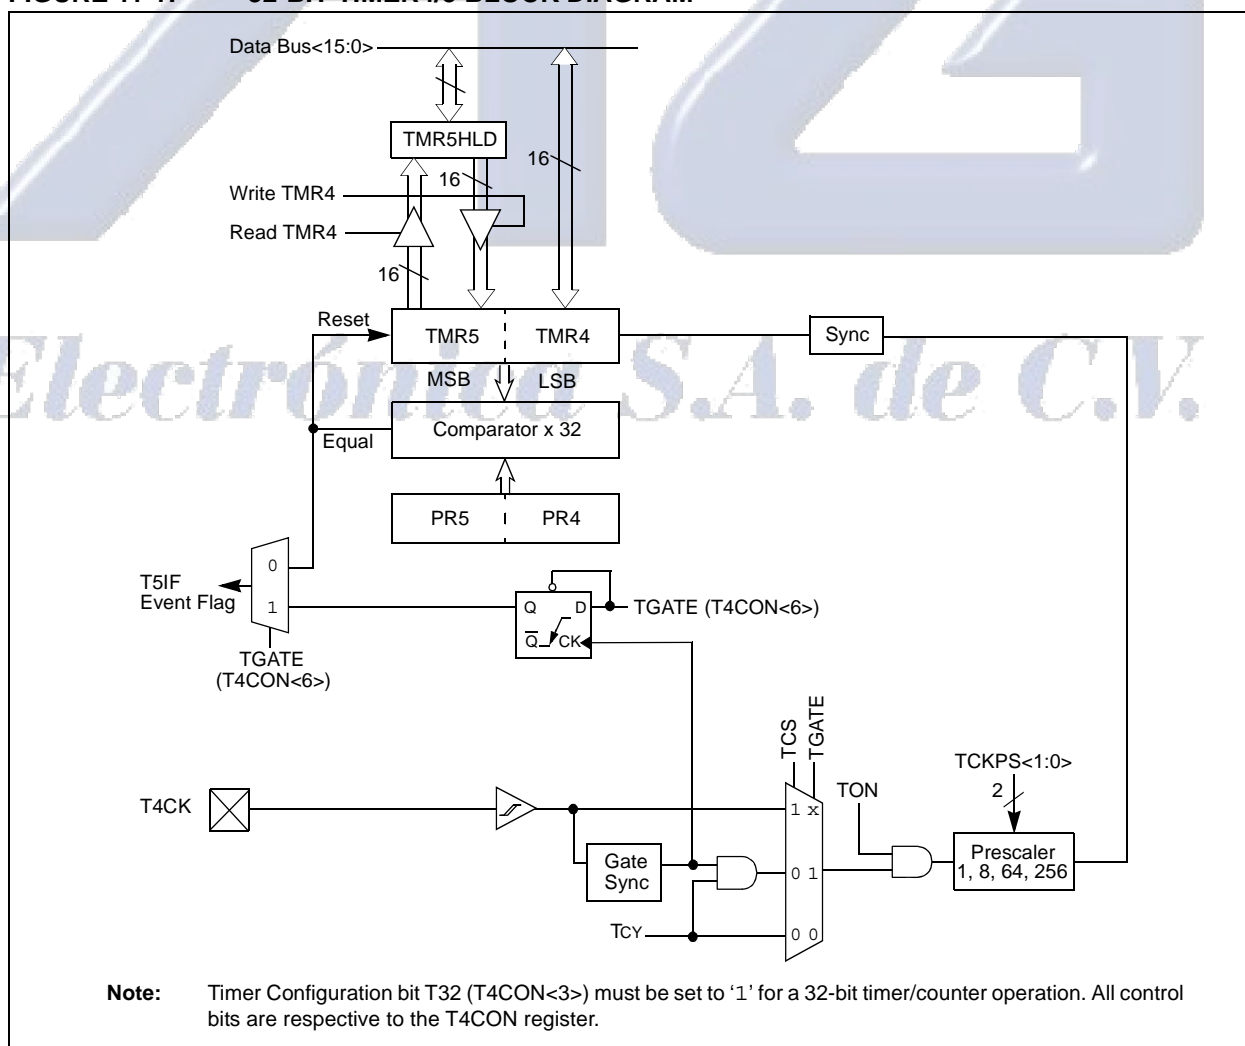 Data Bus<15:0>
TMR5HLD
16
16
Write TMR4
Read TMR4
16
Reset
TMR5
TMR4
Sync
MSB
LSB
Equal
Comparator x 32
PR5
PR4
0
1
T5IF
Event Flag
TGATE
(T4CON<6>)
Q
D
Q
CK
TGATE (T4CON<6>)
TCS
TGATE
T4CK
1 x
TON
TCKPS<1:0>
2
Gate
Sync
0 1
Prescaler
1, 8, 64, 256
TCY
0 0
Note: Timer Configuration bit T32 (T4CON<3>) must be set to ‘1’ for a 32-bit timer/counter operation. All control
bits are respective to the T4CON register.
Electrónica S.A. de C.V.